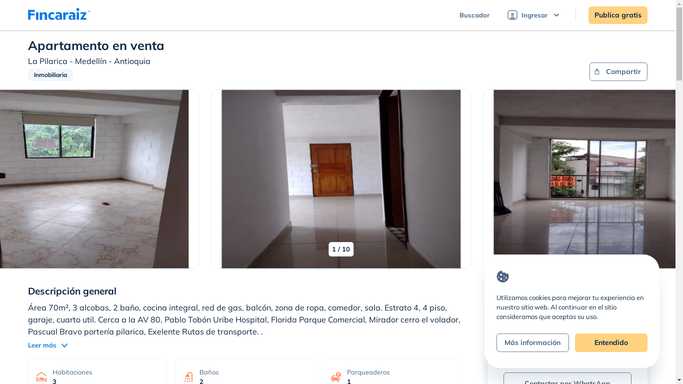 Fincaraiz
Buscador
Ingresar
Publica gratis
Apartamento en venta
La Pilarica - Medellín - Antioquia
Inmobiliaria
Compartir
1 / 10
Descripción general
Área 70m², 3 alcobas, 2 baño, cocina integral, red de gas, balcón, zona de ropa, comedor, sala. Estrato 4, 4 piso,
garaje, cuarto util. Cerca a la AV 80, Pablo Tobón Uribe Hospital, Florida Parque Comercial, Mirador cerro el volador,
Pascual Bravo portería pilarica, Exelente Rutas de transporte. .
Leer más
Habitaciones
3
Baños
2
Parqueaderos
1
Utilizamos cookies para mejorar tu experiencia en
nuestro sitio web. Al continuar en el sitio
consideramos que aceptas su uso.
Más información
Entendido
Contactar por WhatsApp